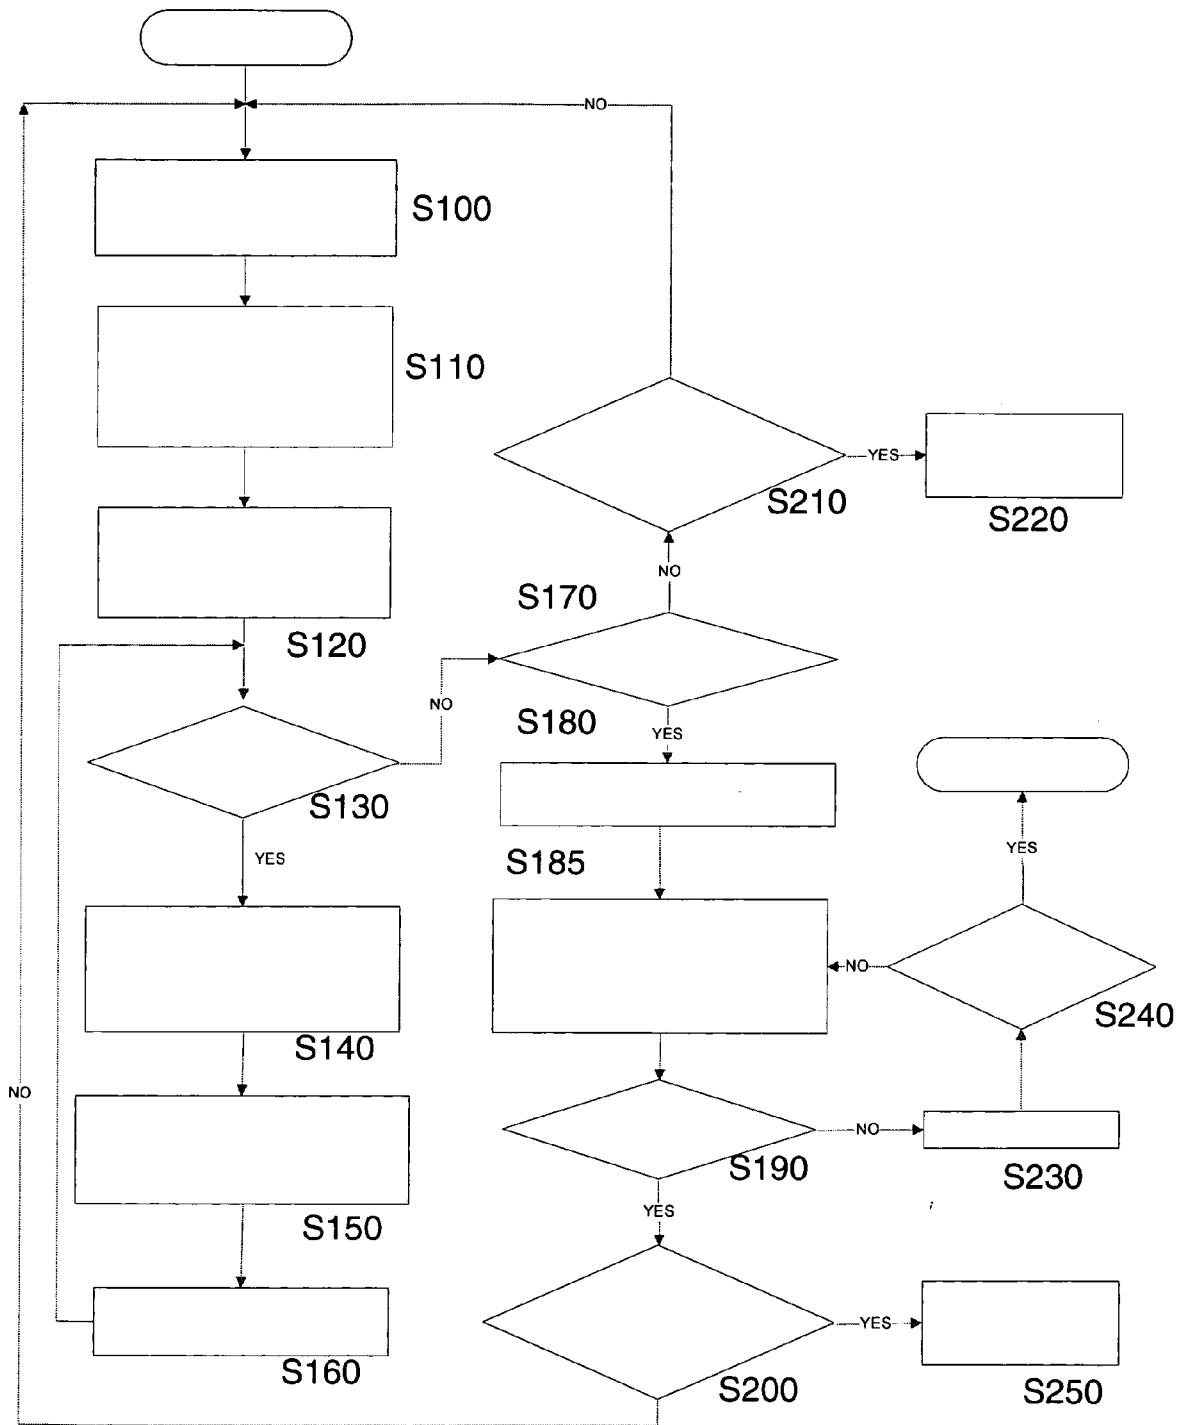 NO
S100
S110
YES
S210
S220
NO
S170
S120
NO
S180
YES
S130
YES
YES
S185
NO
S240
S140
NO
NO
S190
S230
YES
S150
YES
S160
S200
S250